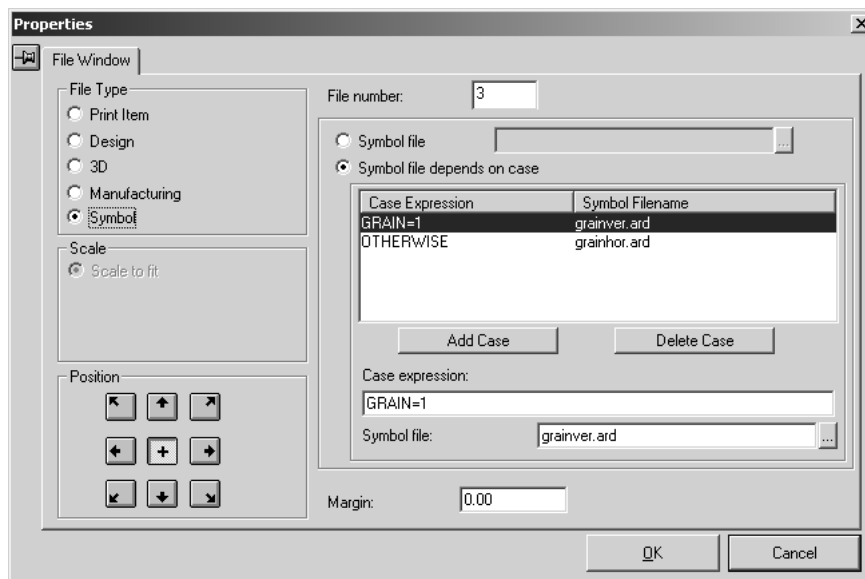 Properties
File Window
File Type
Print Item
Design
3D
Manufacturing
Symbol
Scale
Scale to fit
Position
File number: 3
Symbol file ...
Symbol file depends on case
Case Expression Symbol Filename
GRAIN=1 grainver.ard
OTHERWISE grainhor.ard
Add Case Delete Case
Case expression:
GRAIN=1
Symbol file: grainver.ard ...
Margin: 0.00
OK Cancel